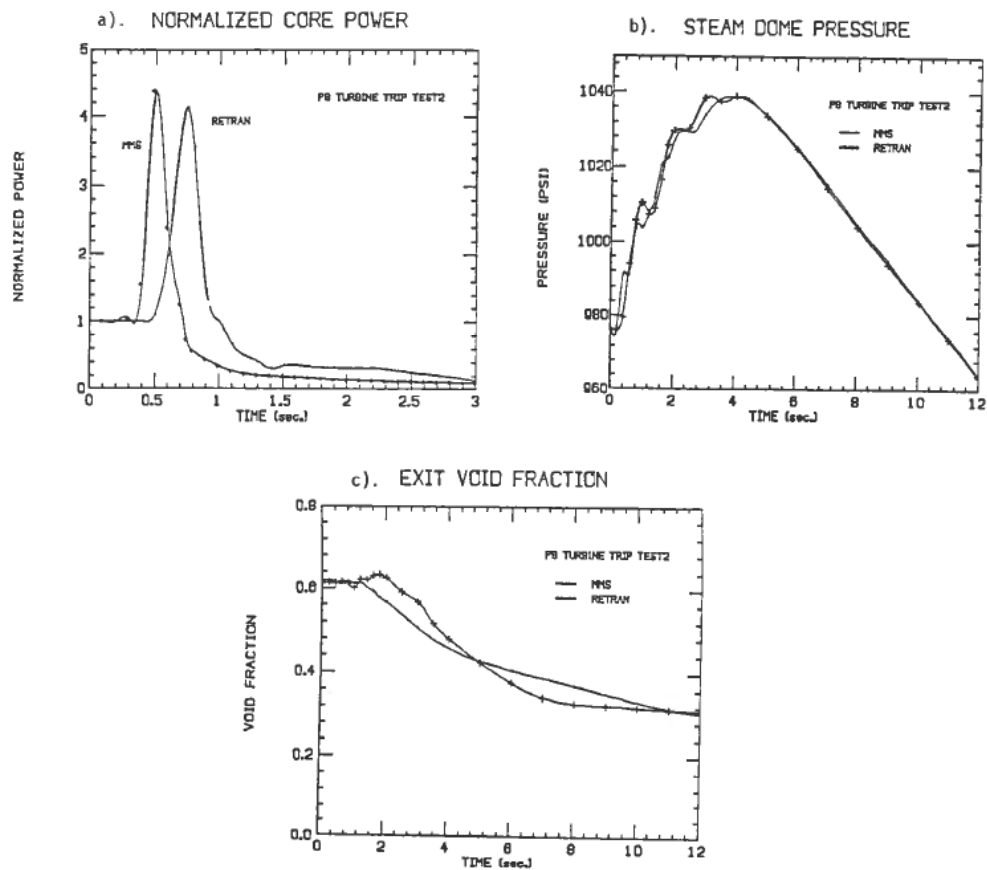 a). NORMALIZED CORE POWER
NORMALIZED POWER
5
4
3
2
1
0
PB TURBINE TRIP TEST2
MMS
RETRAN
0 0.5 1 1.5 2 2.5 3
TIME (sec.)
b). STEAM DOME PRESSURE
PRESSURE (PSI)
1040
1020
1000
980
960
PB TURBINE TRIP TEST2
MMS
RETRAN
0 2 4 6 8 10 12
TIME (sec.)
c). EXIT VOID FRACTION
VOID FRACTION
0.8
0.6
0.4
0.2
0.0
PB TURBINE TRIP TEST2
MMS
RETRAN
0 2 4 6 8 10 12
TIME (sec.)